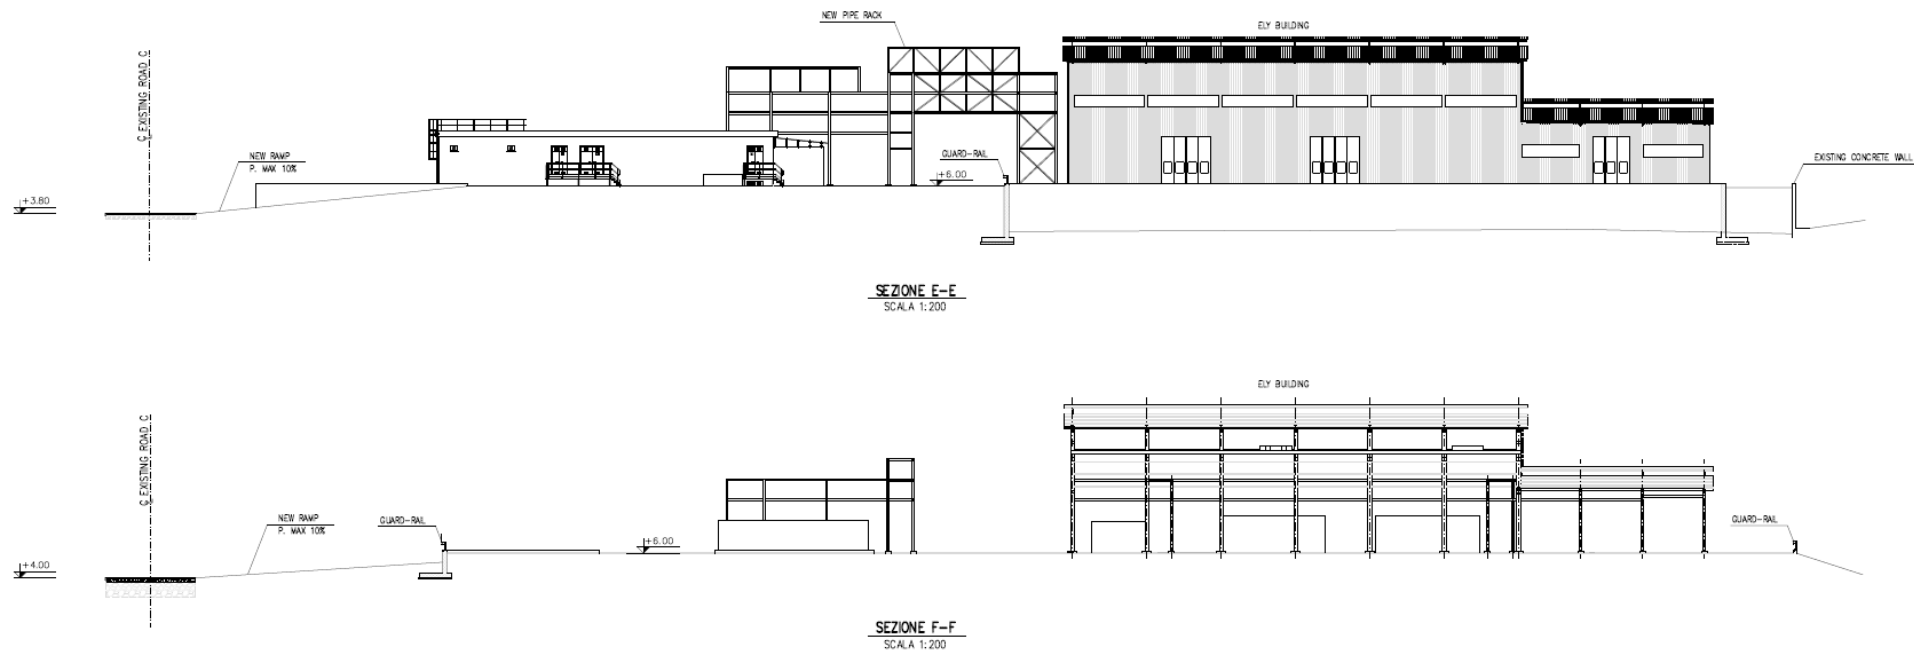 NEW PIPE RACK
ELY BUILDING
C EXISTING ROAD C
NEW RAMP
P. MAX 10%
GUARD-RAIL
EXISTING CONCRETE WALL
+6.00
+3.80
SEZIONE E-E
SCALA 1:200
ELY BUILDING
C EXISTING ROAD C
NEW RAMP
P. MAX 10%
GUARD-RAIL
GUARD-RAIL
+6.00
+4.00
SEZIONE F-F
SCALA 1:200